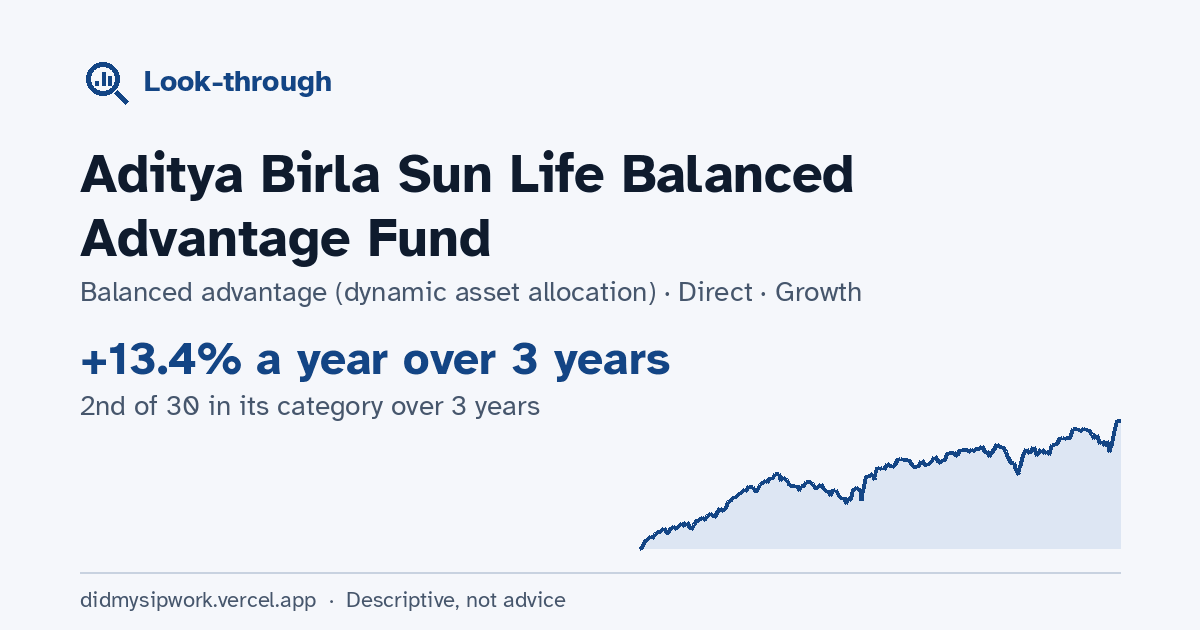 Look-through
Aditya Birla Sun Life Balanced
Advantage Fund
Balanced advantage (dynamic asset allocation) · Direct · Growth
+13.4% a year over 3 years
2nd of 30 in its category over 3 years
didmysipwork.vercel.app · Descriptive, not advice